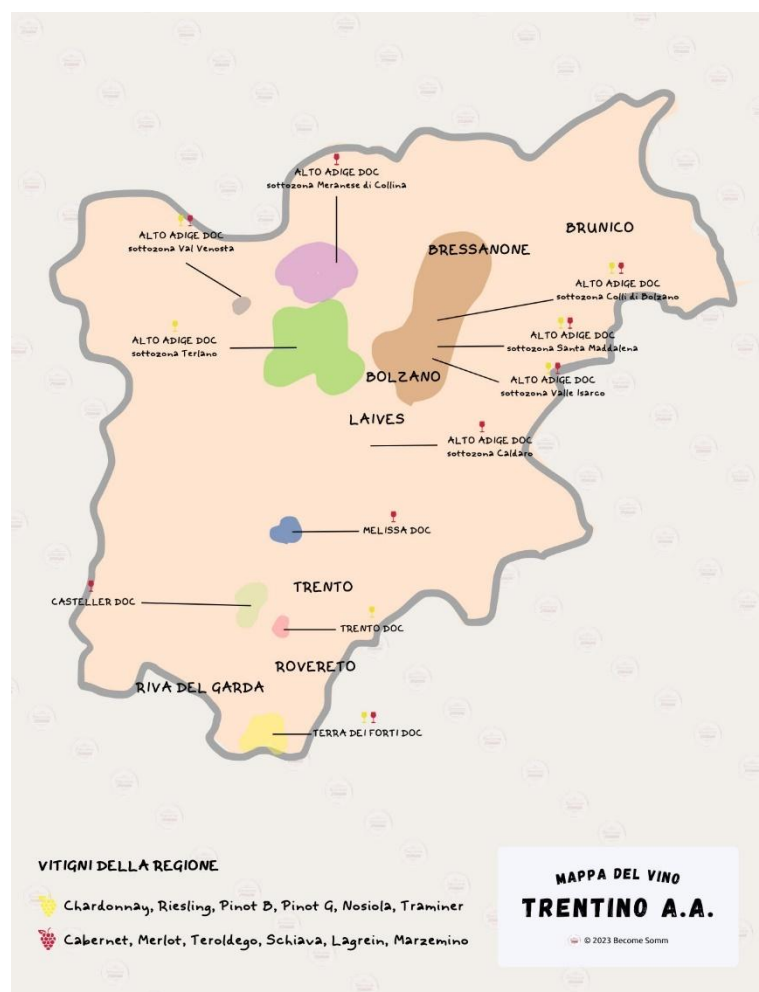 ALTO ADIGE DOC
sottozona Meranese di Collina
BRUNICO
ALTO ADIGE DOC
sottozona Val Venosta
BRESSANONE
ALTO ADIGE DOC
sottozona Colli di Bolzano
ALTO ADIGE DOC
sottozona Terlano
ALTO ADIGE DOC
sottozona Santa Maddalena
BOLZANO
ALTO ADIGE DOC
sottozona Valle Isarco
LAIVES
ALTO ADIGE DOC
sottozona Caldaro
MELISSA DOC
TRENTO
CASTELLER DOC
TRENTO DOC
ROVERETO
RIVA DEL GARDA
TERRA DEI FORTI DOC
VITIGNI DELLA REGIONE
Chardonnay, Riesling, Pinot B, Pinot G, Nosiola, Traminer
Cabernet, Merlot, Teroldego, Schiava, Lagrein, Marzemino
MAPPA DEL VINO
TRENTINO A.A.
© 2023 Become Somm